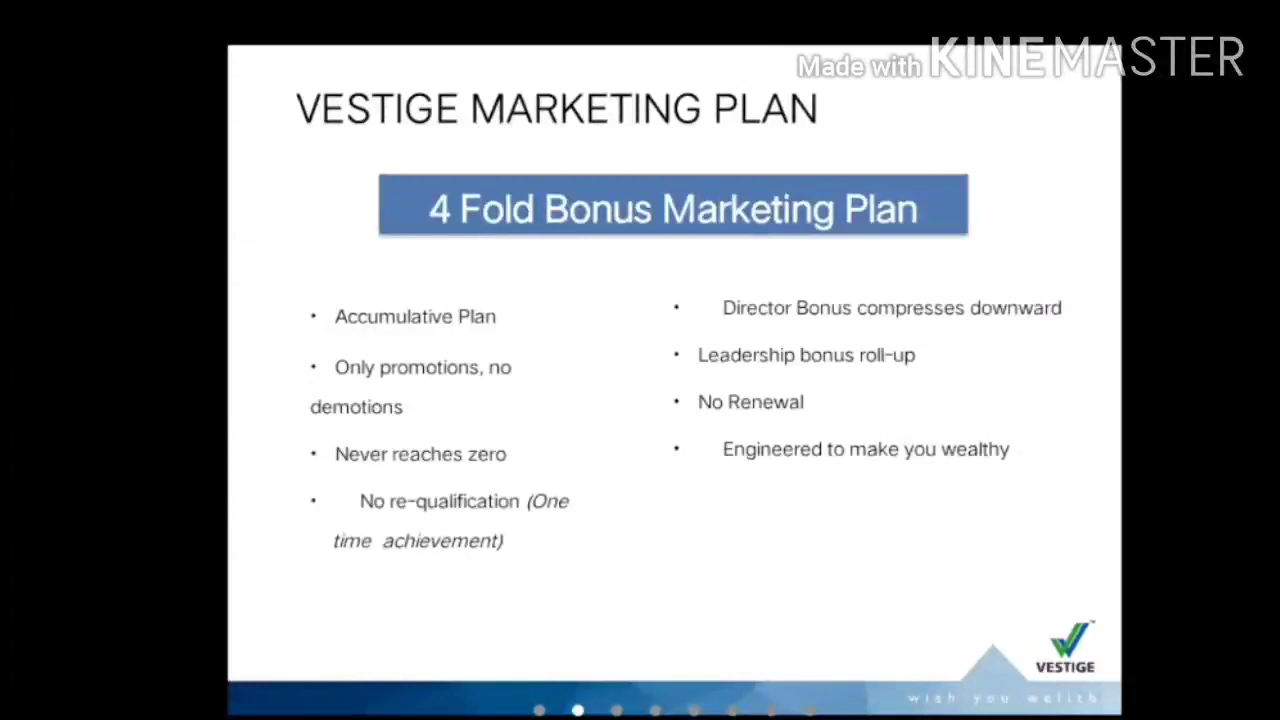 Made with KINEMASTER
VESTIGE MARKETING PLAN
4 Fold Bonus Marketing Plan
• Accumulative Plan
• Only promotions, no
demotions
• Never reaches zero
• No re-qualification (One
time achievement)
• Director Bonus compresses downward
• Leadership bonus roll-up
• No Renewal
• Engineered to make you wealthy
VESTIGE
wish you wellth